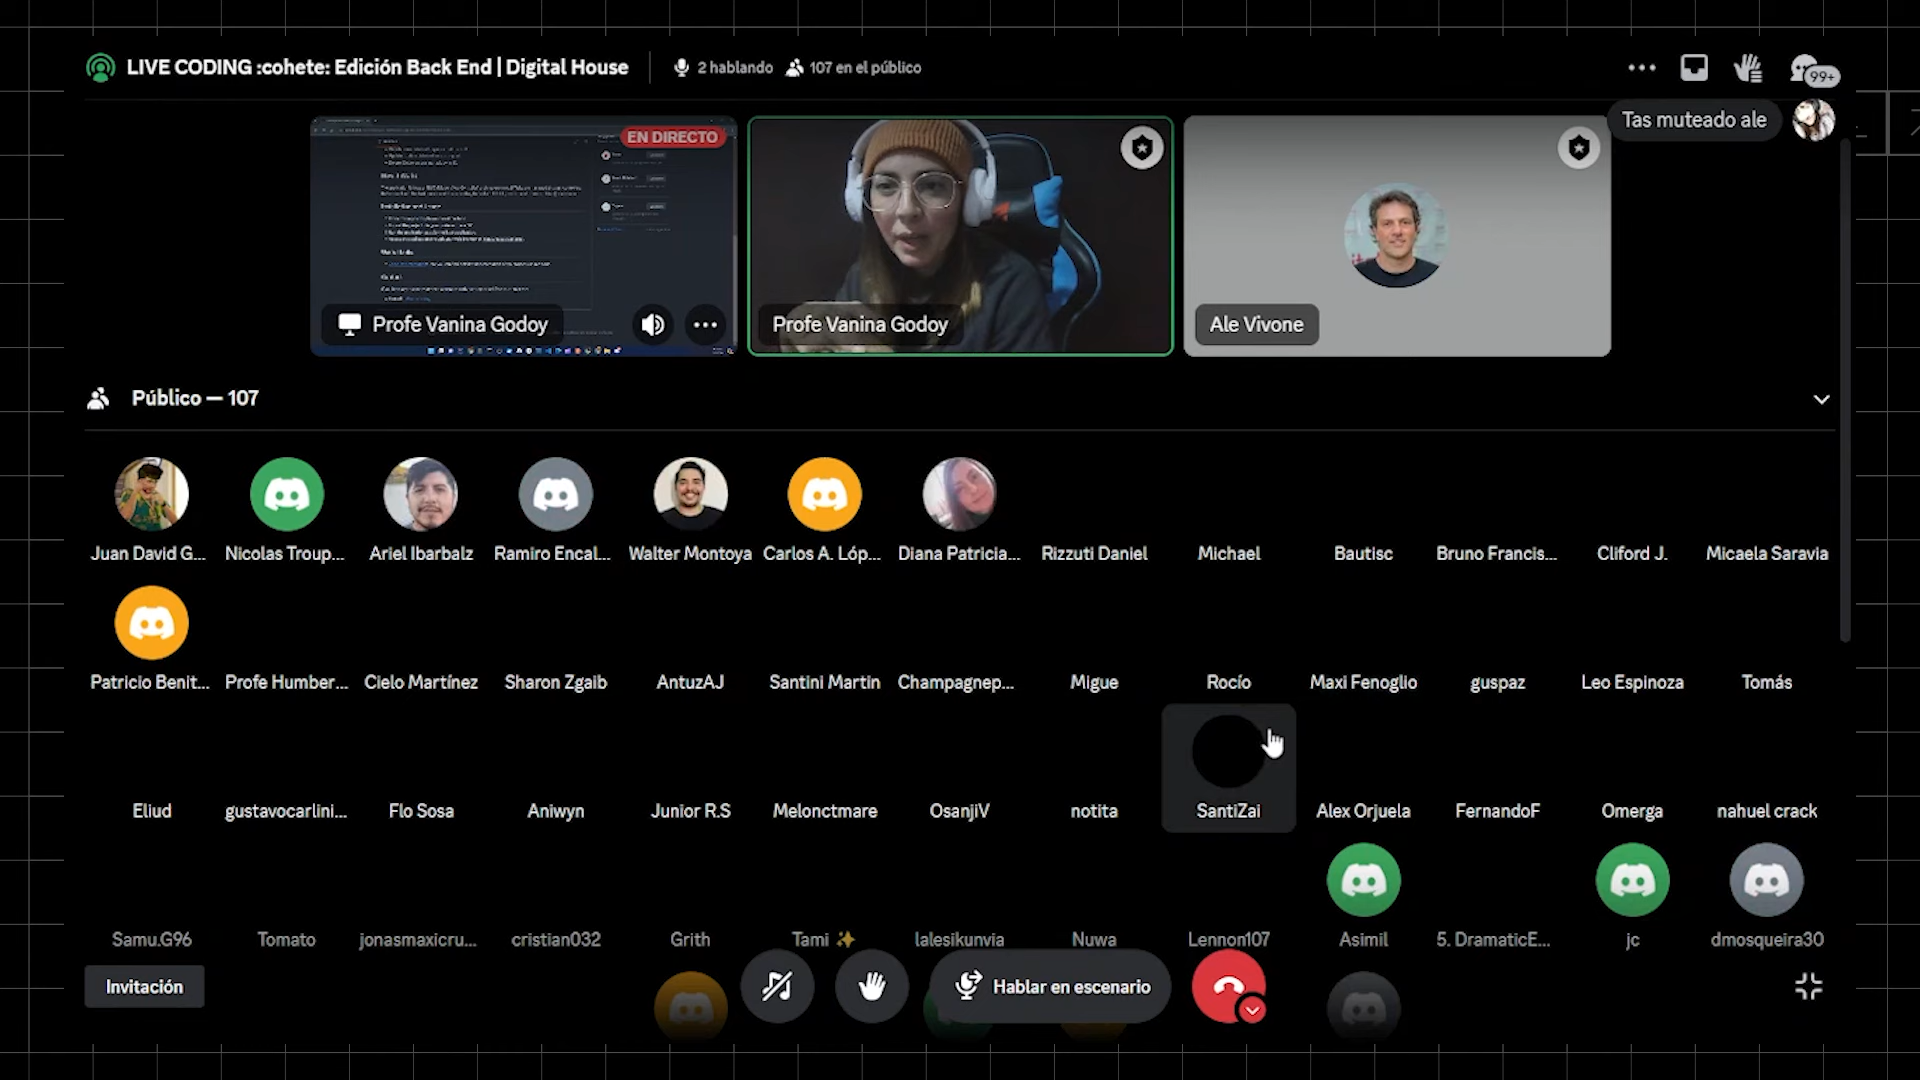 LIVE CODING :cohete: Edición Back End | Digital House
2 hablando
107 en el público
99+
Tas muteado ale
EN DIRECTO
Profe Vanina Godoy
Profe Vanina Godoy
Ale Vivone
Público — 107
Juan David G... Nicolas Troup... Ariel Ibarbalz Ramiro Encal... Walter Montoya Carlos A. Lóp... Diana Patricia... Rizzuti Daniel Michael Bautisc Bruno Francis... Cliford J. Micaela Saravia
Patricio Benit... Profe Humber... Cielo Martínez Sharon Zgaib AntuzAJ Santini Martin Champagnep... Migue Rocío Maxi Fenoglio guspaz Leo Espinoza Tomás
Eliud gustavocarlini... Flo Sosa Aniwyn Junior R.S Melonctmare OsanjiV notita SantiZai Alex Orjuela FernandoF Omerga nahuel crack
Samu.G96 Tomato jonasmaxicru... cristian032 Grith Tami ✨ lalesikunvia Nuwa Lennon107 Asimil 5. DramaticE... jc dmosqueira30
Invitación
Hablar en escenario